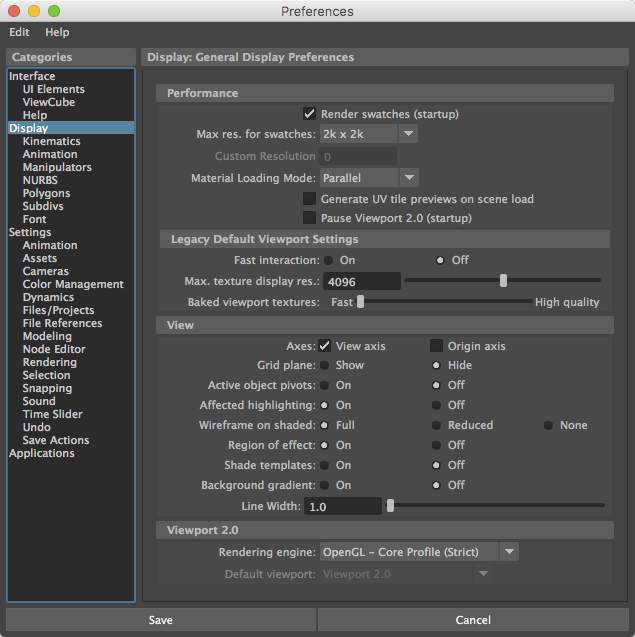 Preferences
Edit Help
Categories
Interface
UI Elements
ViewCube
Help
Display
Kinematics
Animation
Manipulators
NURBS
Polygons
Subdivs
Font
Settings
Animation
Assets
Cameras
Color Management
Dynamics
Files/Projects
File References
Modeling
Node Editor
Rendering
Selection
Snapping
Sound
Time Slider
Undo
Save Actions
Applications
Display: General Display Preferences
Performance
Render swatches (startup)
Max res. for swatches: 2k x 2k
Custom Resolution 0
Material Loading Mode: Parallel
Generate UV tile previews on scene load
Pause Viewport 2.0 (startup)
Legacy Default Viewport Settings
Fast interaction: On Off
Max. texture display res.: 4096
Baked viewport textures: Fast High quality
View
Axes: View axis Origin axis
Grid plane: Show Hide
Active object pivots: On Off
Affected highlighting: On Off
Wireframe on shaded: Full Reduced None
Region of effect: On Off
Shade templates: On Off
Background gradient: On Off
Line Width: 1.0
Viewport 2.0
Rendering engine: OpenGL – Core Profile (Strict)
Default viewport: Viewport 2.0
Save Cancel